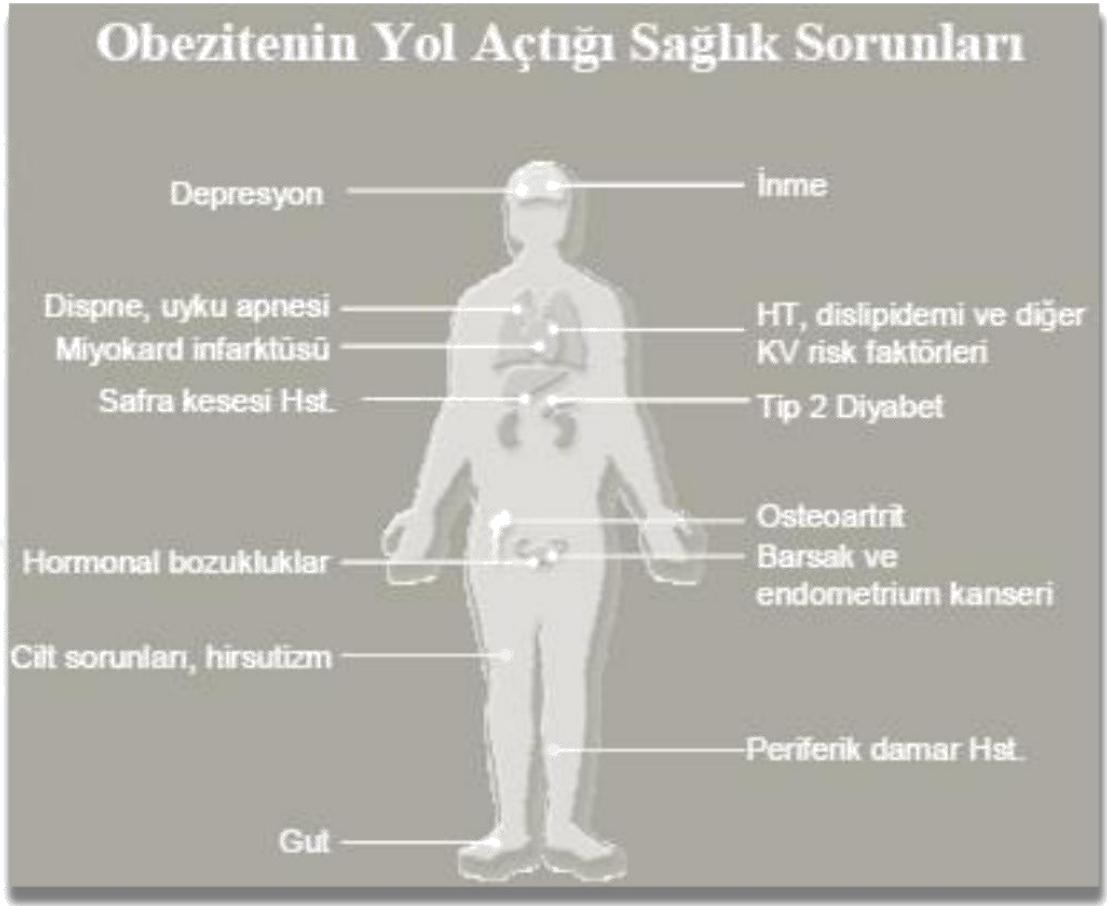 Obezitenin Yol Açtığı Sağlık Sorunları
Depresyon
İnme
Dispne, uyku apnesi
Miyokard infarktüsü
HT, dislipidemi ve diğer
KV risk faktörleri
Safra kesesi Hst.
Tip 2 Diyabet
Osteoartrit
Hormonal bozukluklar
Barsak ve
endometrium kanseri
Cilt sorunları, hirsutizm
Periferik damar Hst.
Gut